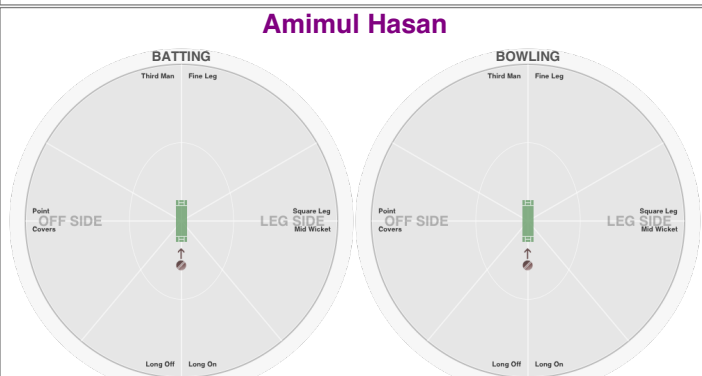 Amimul Hasan
BATTING
Third Man Fine Leg
Point
OFF SIDE
Covers
Square Leg
LEG SIDE
Mid Wicket
Long Off Long On
BOWLING
Third Man Fine Leg
Point
OFF SIDE
Covers
Square Leg
LEG SIDE
Mid Wicket
Long Off Long On